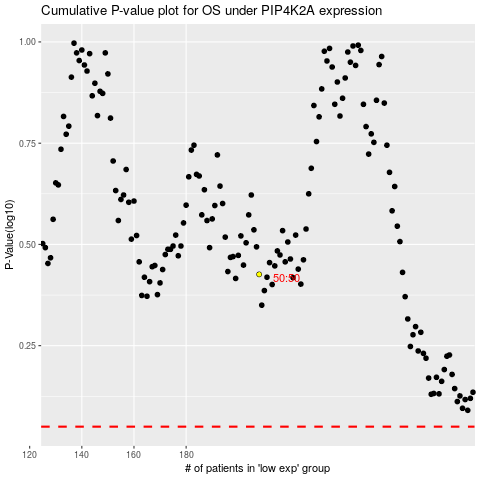 Cumulative P-value plot for OS under PIP4K2A expression
1.00
0.75
0.50
0.25
P-Value(log10)
50:50
120 140 160 180
# of patients in 'low exp' group